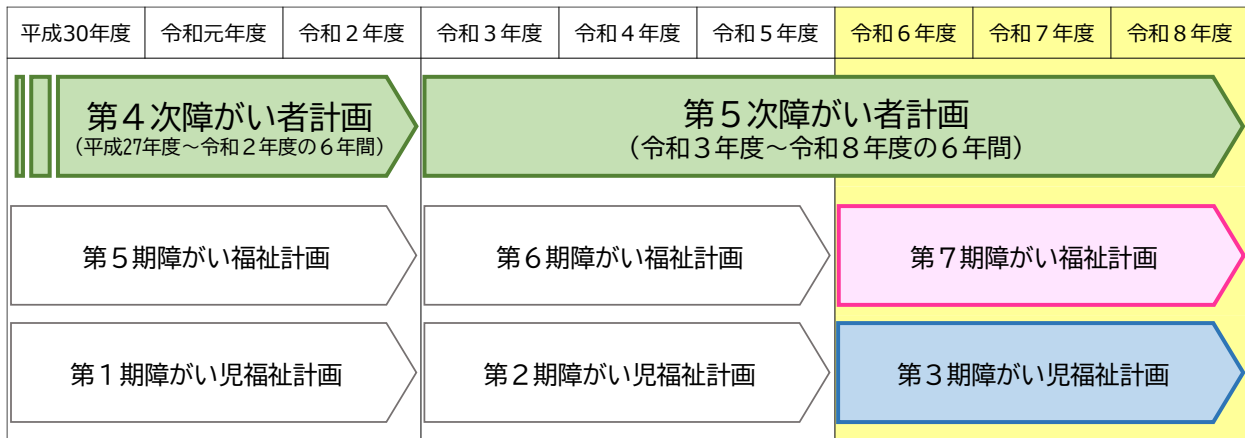 平成30年度 令和元年度 令和２年度 令和３年度 令和４年度 令和５年度 令和６年度 令和７年度 令和８年度
第４次障がい者計画
（平成27年度～令和２年度の６年間）
第５次障がい者計画
（令和３年度～令和８年度の６年間）
第５期障がい福祉計画 第６期障がい福祉計画 第７期障がい福祉計画
第１期障がい児福祉計画 第２期障がい児福祉計画 第３期障がい児福祉計画